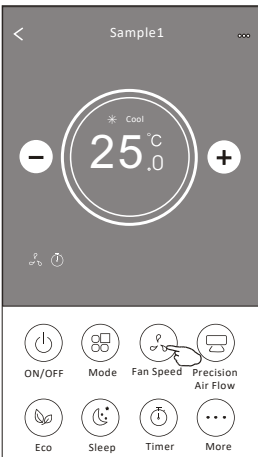 Sample1
Cool
25.0°C
ON/OFF
Mode
Fan Speed
Precision
Air Flow
Eco
Sleep
Timer
More